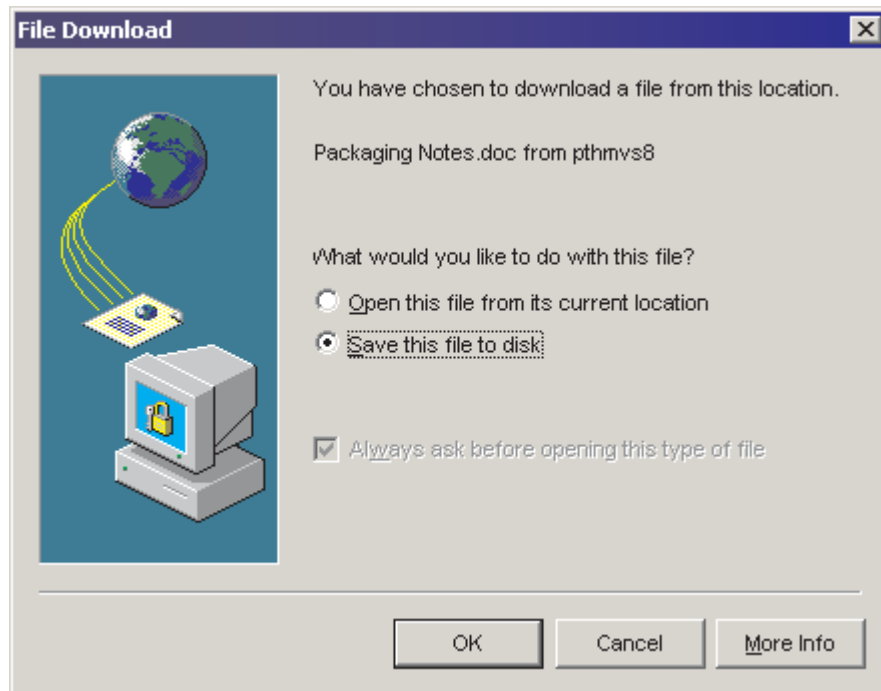 File Download
You have chosen to download a file from this location.
Packaging Notes.doc from pthmvs8
What would you like to do with this file?
Open this file from its current location
Save this file to disk
Always ask before opening this type of file
OK
Cancel
More Info